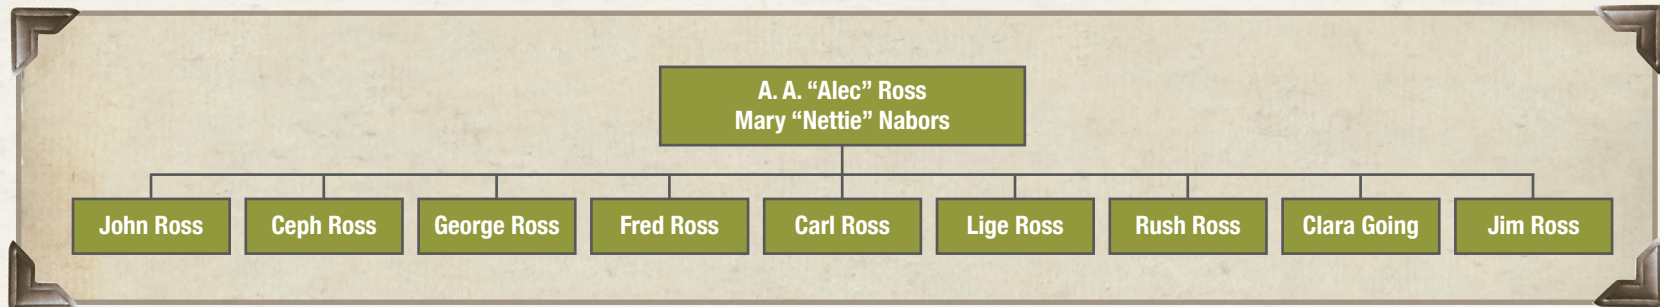 A. A. “Alec” Ross
Mary “Nettie” Nabors
John Ross
Ceph Ross
George Ross
Fred Ross
Carl Ross
Lige Ross
Rush Ross
Clara Going
Jim Ross